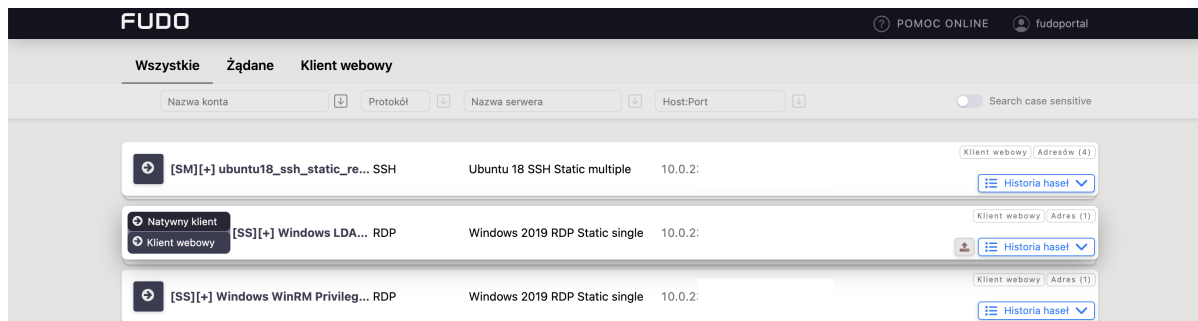 FUDO
POMOC ONLINE fudoportal
Wszystkie Żądane Klient webowy
Nazwa konta Protokół Nazwa serwera Host:Port Search case sensitive
Klient webowy Adresów (4)
[SM][+] ubuntu18_ssh_static_re... SSH Ubuntu 18 SSH Static multiple 10.0.2:
Historia haseł
Klient webowy Adres (1)
Natywny klient
[SS][+] Windows LDA... RDP Windows 2019 RDP Static single 10.0.2:
Klient webowy
Historia haseł
Klient webowy Adres (1)
[SS][+] Windows WinRM Privileg... RDP Windows 2019 RDP Static single 10.0.2:
Historia haseł